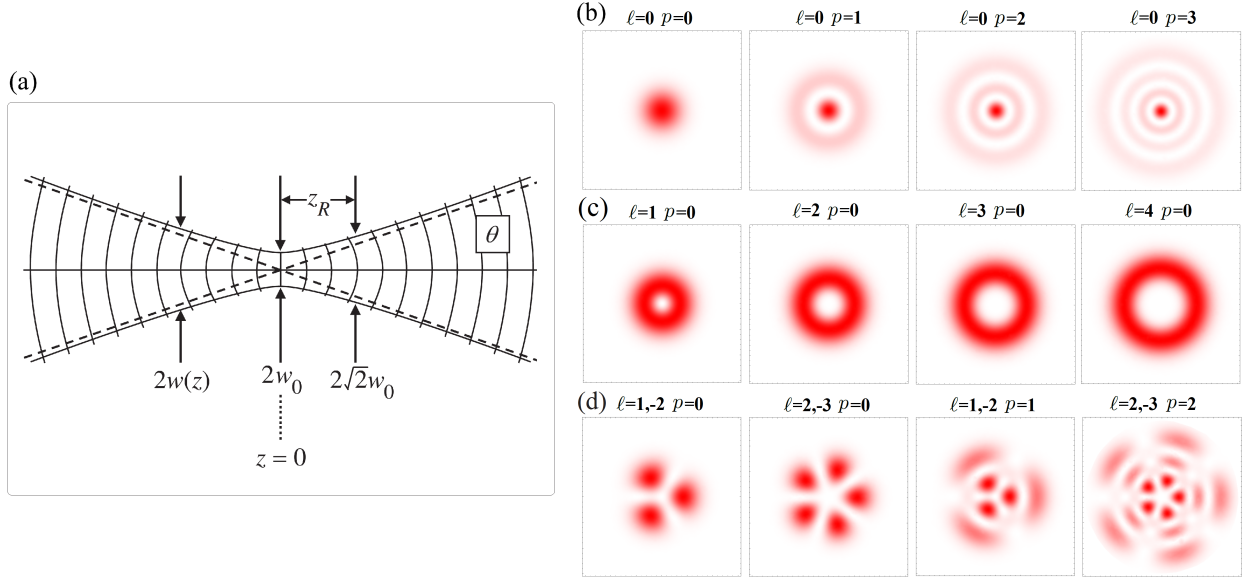 (a)
z_R
θ
2w(z)
2w_0
2√2w_0
z = 0
(b)
ℓ=0 p=0
ℓ=0 p=1
ℓ=0 p=2
ℓ=0 p=3
(c)
ℓ=1 p=0
ℓ=2 p=0
ℓ=3 p=0
ℓ=4 p=0
(d)
ℓ=1,-2 p=0
ℓ=2,-3 p=0
ℓ=1,-2 p=1
ℓ=2,-3 p=2